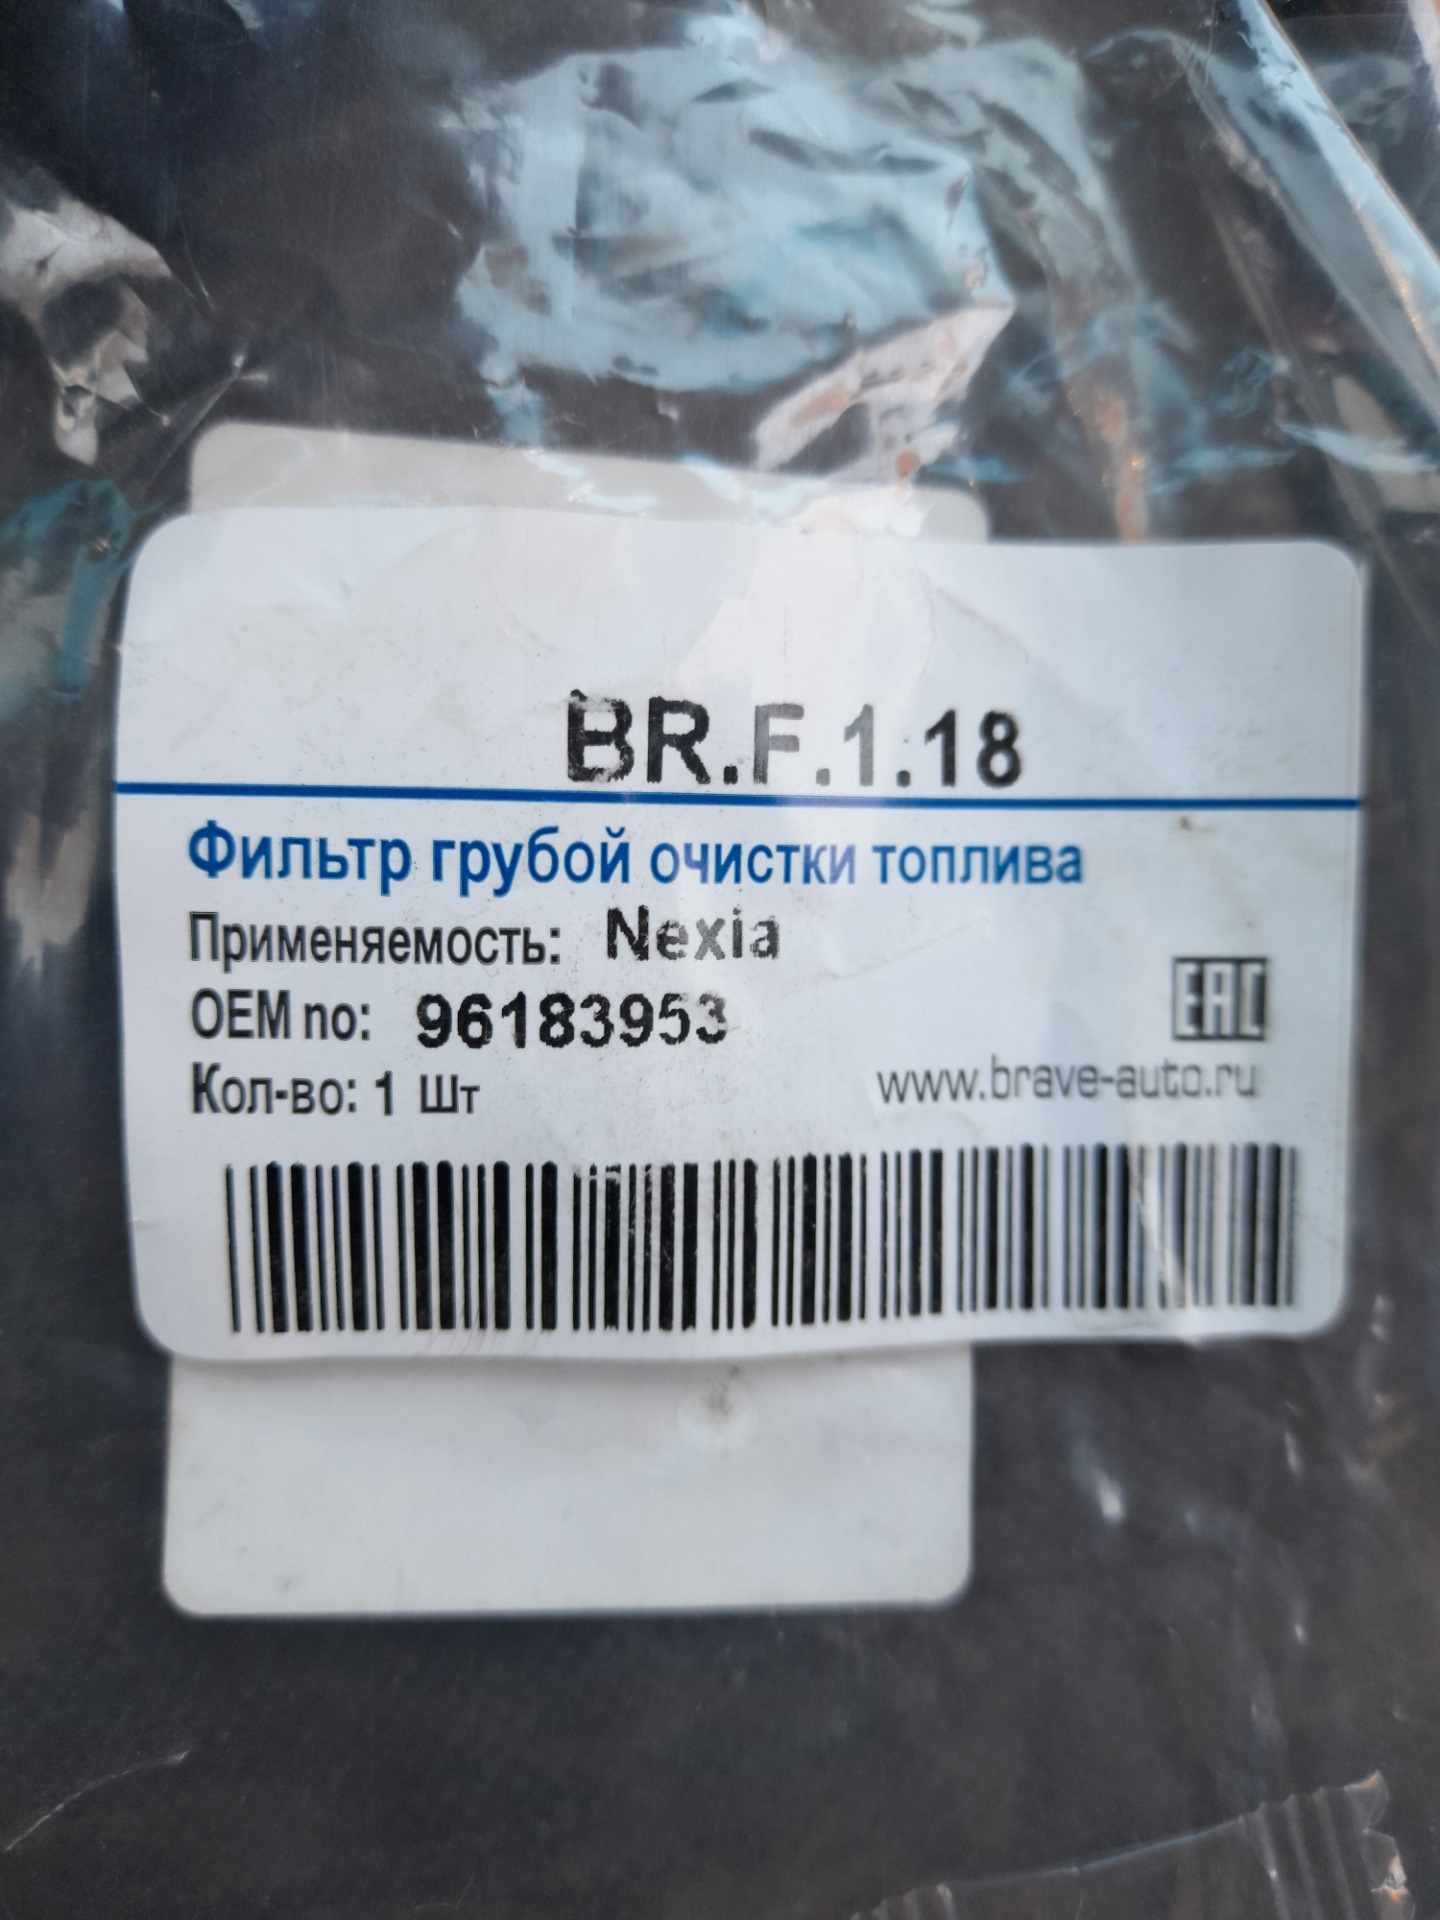 BR.F.1.18
Фильтр грубой очистки топлива
Применяемость: Nexia
OEM no: 96183953
EAC
Кол-во: 1 Шт
www.brave-auto.ru